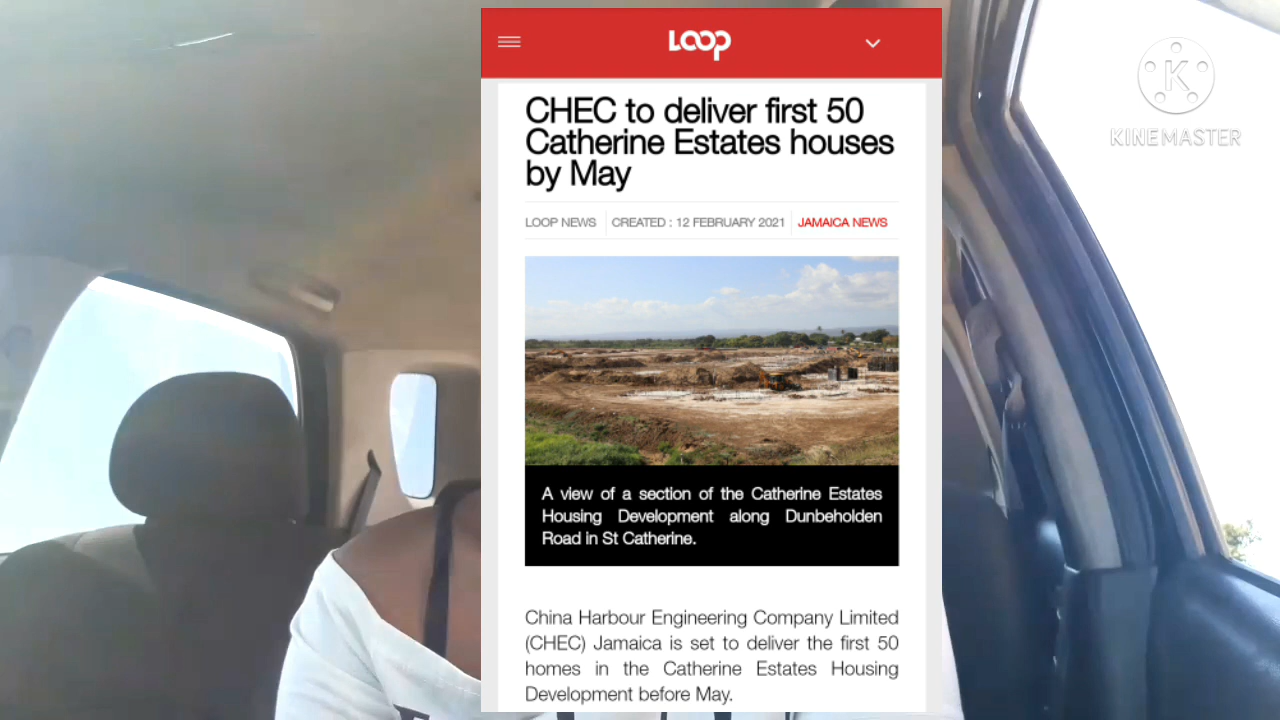 LOOP
K
KINEMASTER
CHEC to deliver first 50
Catherine Estates houses
by May
LOOP NEWS CREATED : 12 FEBRUARY 2021 JAMAICA NEWS
A view of a section of the Catherine Estates
Housing Development along Dunbeholden
Road in St Catherine.
China Harbour Engineering Company Limited
(CHEC) Jamaica is set to deliver the first 50
homes in the Catherine Estates Housing
Development before May.